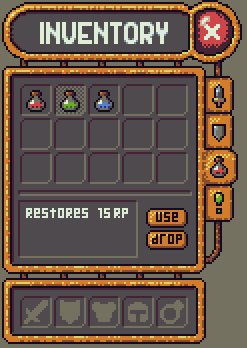 INVENTORY
RESTORES 15 RP
USE
DROP